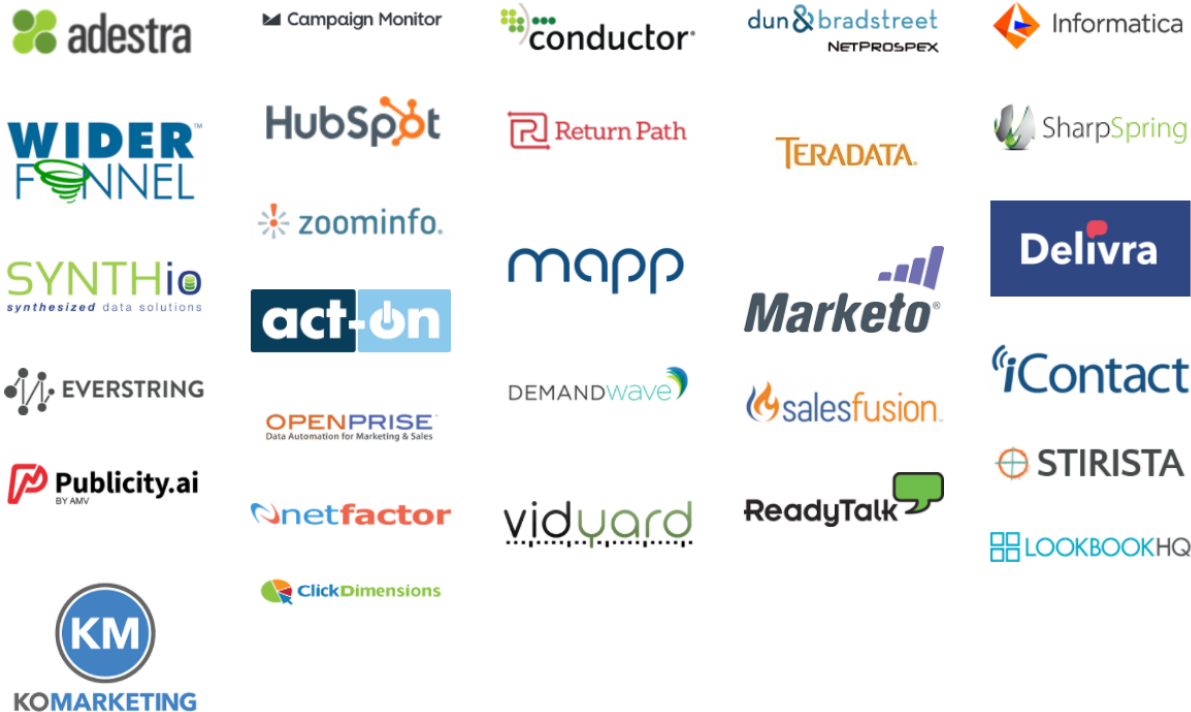 adestra
WIDER™
FUNNEL
SYNTHio
synthesized data solutions
EVERSTRING
Publicity.ai
BY AMV
KM
KOMARKETING
Campaign Monitor
HubSpot
zoominfo.
act-on
OPENPRISE
Data Automation for Marketing & Sales
netfactor
ClickDimensions
conductor®
Return Path
mapp
DEMANDWAVE
vidyard
dun & bradstreet
NETPROSPEX
TERADATA.
Marketo®
salesfusion
ReadyTalk
Informatica
SharpSpring
Delivra
iContact
STIRISTA
LOOKBOOKHQ